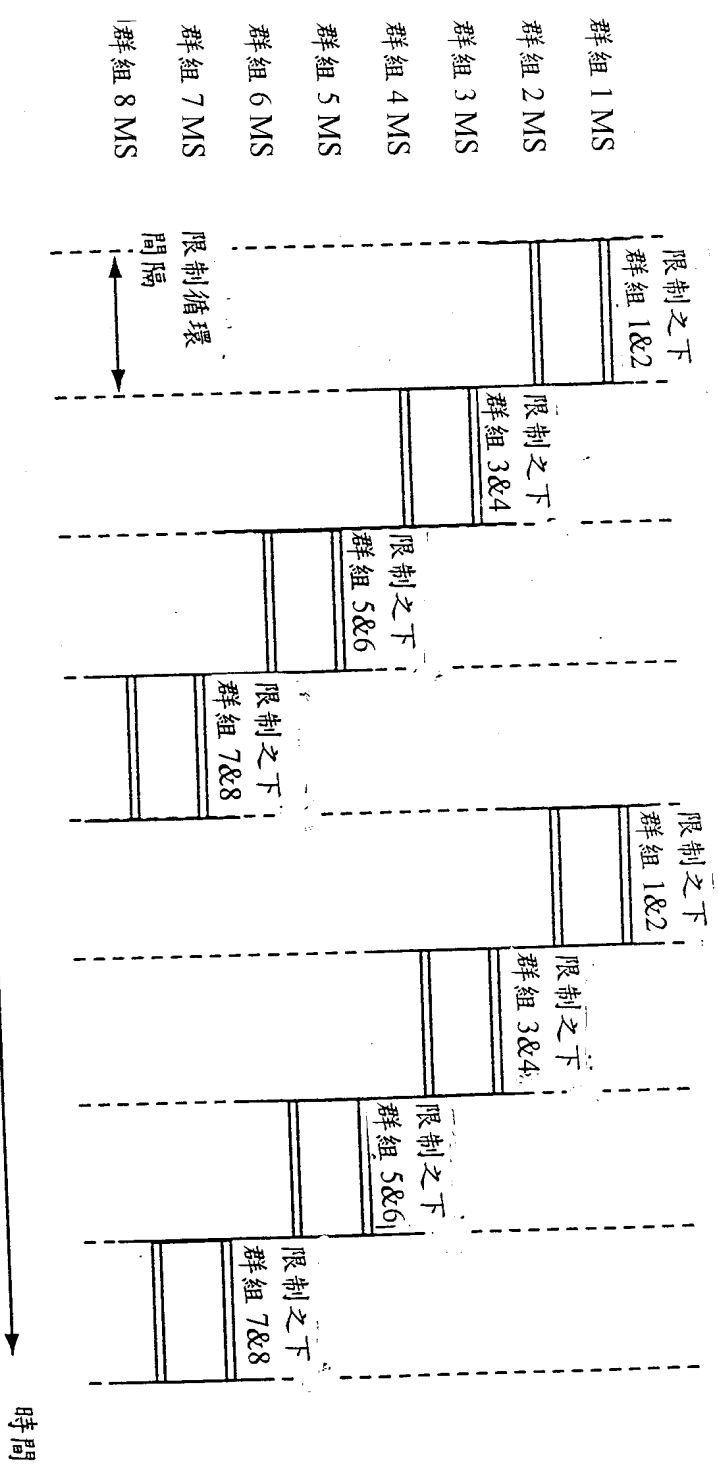 群組 1 MS
群組 2 MS
群組 3 MS
群組 4 MS
群組 5 MS
群組 6 MS
群組 7 MS
群組 8 MS
限制之下
群組 1&2
限制之下
群組 3&4
限制之下
群組 5&6
限制之下
群組 7&8
限制之下
群組 1&2
限制之下
群組 3&4
限制之下
群組 5&6
限制之下
群組 7&8
限制循環
間隔
時間